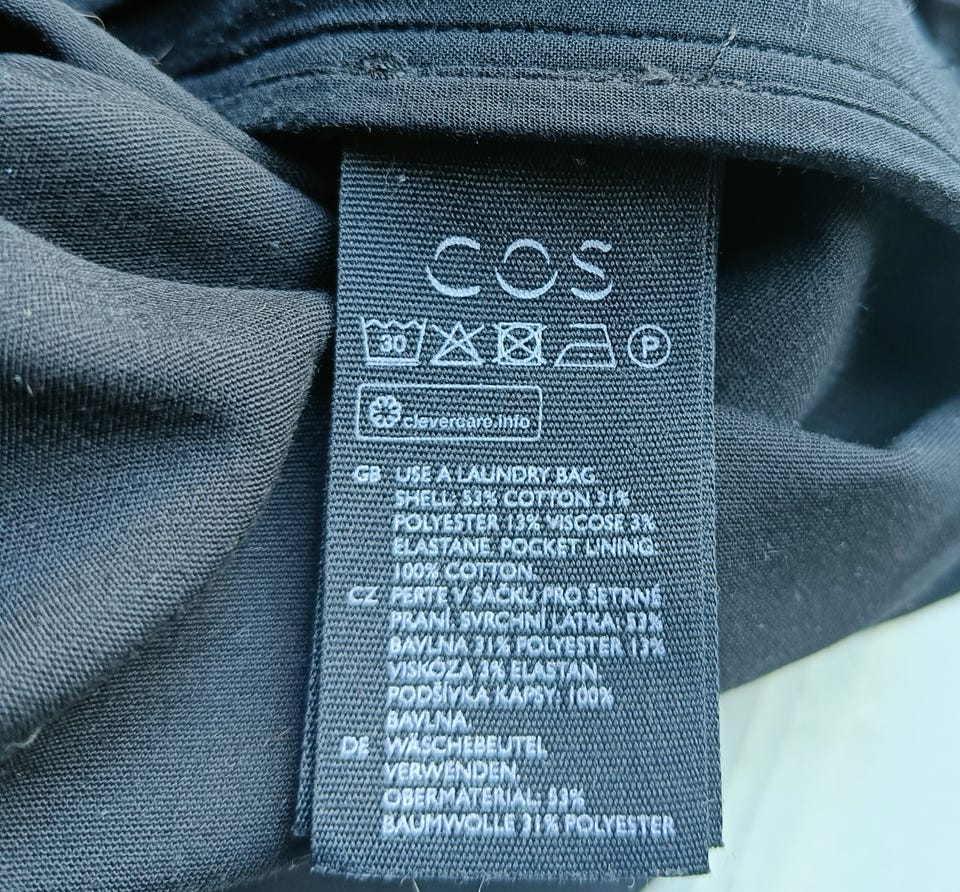 COS
30 P
clevercare.info
GB USE A LAUNDRY BAG.
SHELL: 53% COTTON 31%
POLYESTER 13% VISCOSE 3%
ELASTANE. POCKET LINING:
100% COTTON.
CZ PERTE V SÁČKU PRO ŠETRNÉ
PRANÍ. SVRCHNÍ LÁTKA: 53%
BAVLNA 31% POLYESTER 13%
VISKÓZA 3% ELASTAN.
PODŠÍVKA KAPSY: 100%
BAVLNA.
DE WÄSCHEBEUTEL
VERWENDEN.
OBERMATERIAL: 53%
BAUMWOLLE 31% POLYESTER